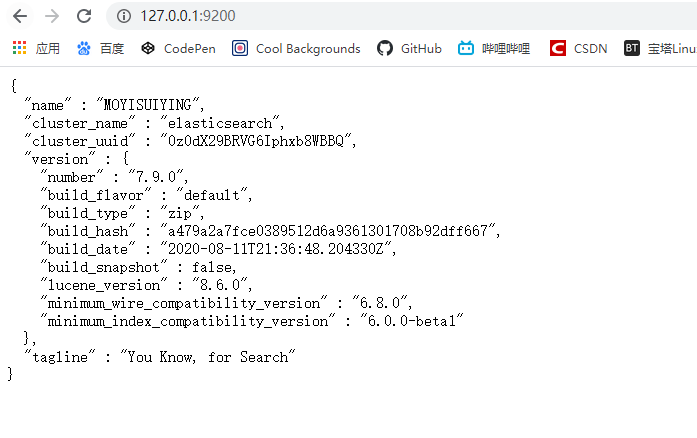 127.0.0.1:9200
应用 百度 CodePen Cool Backgrounds GitHub 哔哩哔哩 CSDN BT 宝塔Linu
{
"name" : "MOYISUIYING",
"cluster_name" : "elasticsearch",
"cluster_uuid" : "0z0dX29BRVG6Iphxb8WBBQ",
"version" : {
"number" : "7.9.0",
"build_flavor" : "default",
"build_type" : "zip",
"build_hash" : "a479a2a7fce0389512d6a9361301708b92dff667",
"build_date" : "2020-08-11T21:36:48.204330Z",
"build_snapshot" : false,
"lucene_version" : "8.6.0",
"minimum_wire_compatibility_version" : "6.8.0",
"minimum_index_compatibility_version" : "6.0.0-beta1"
},
"tagline" : "You Know, for Search"
}